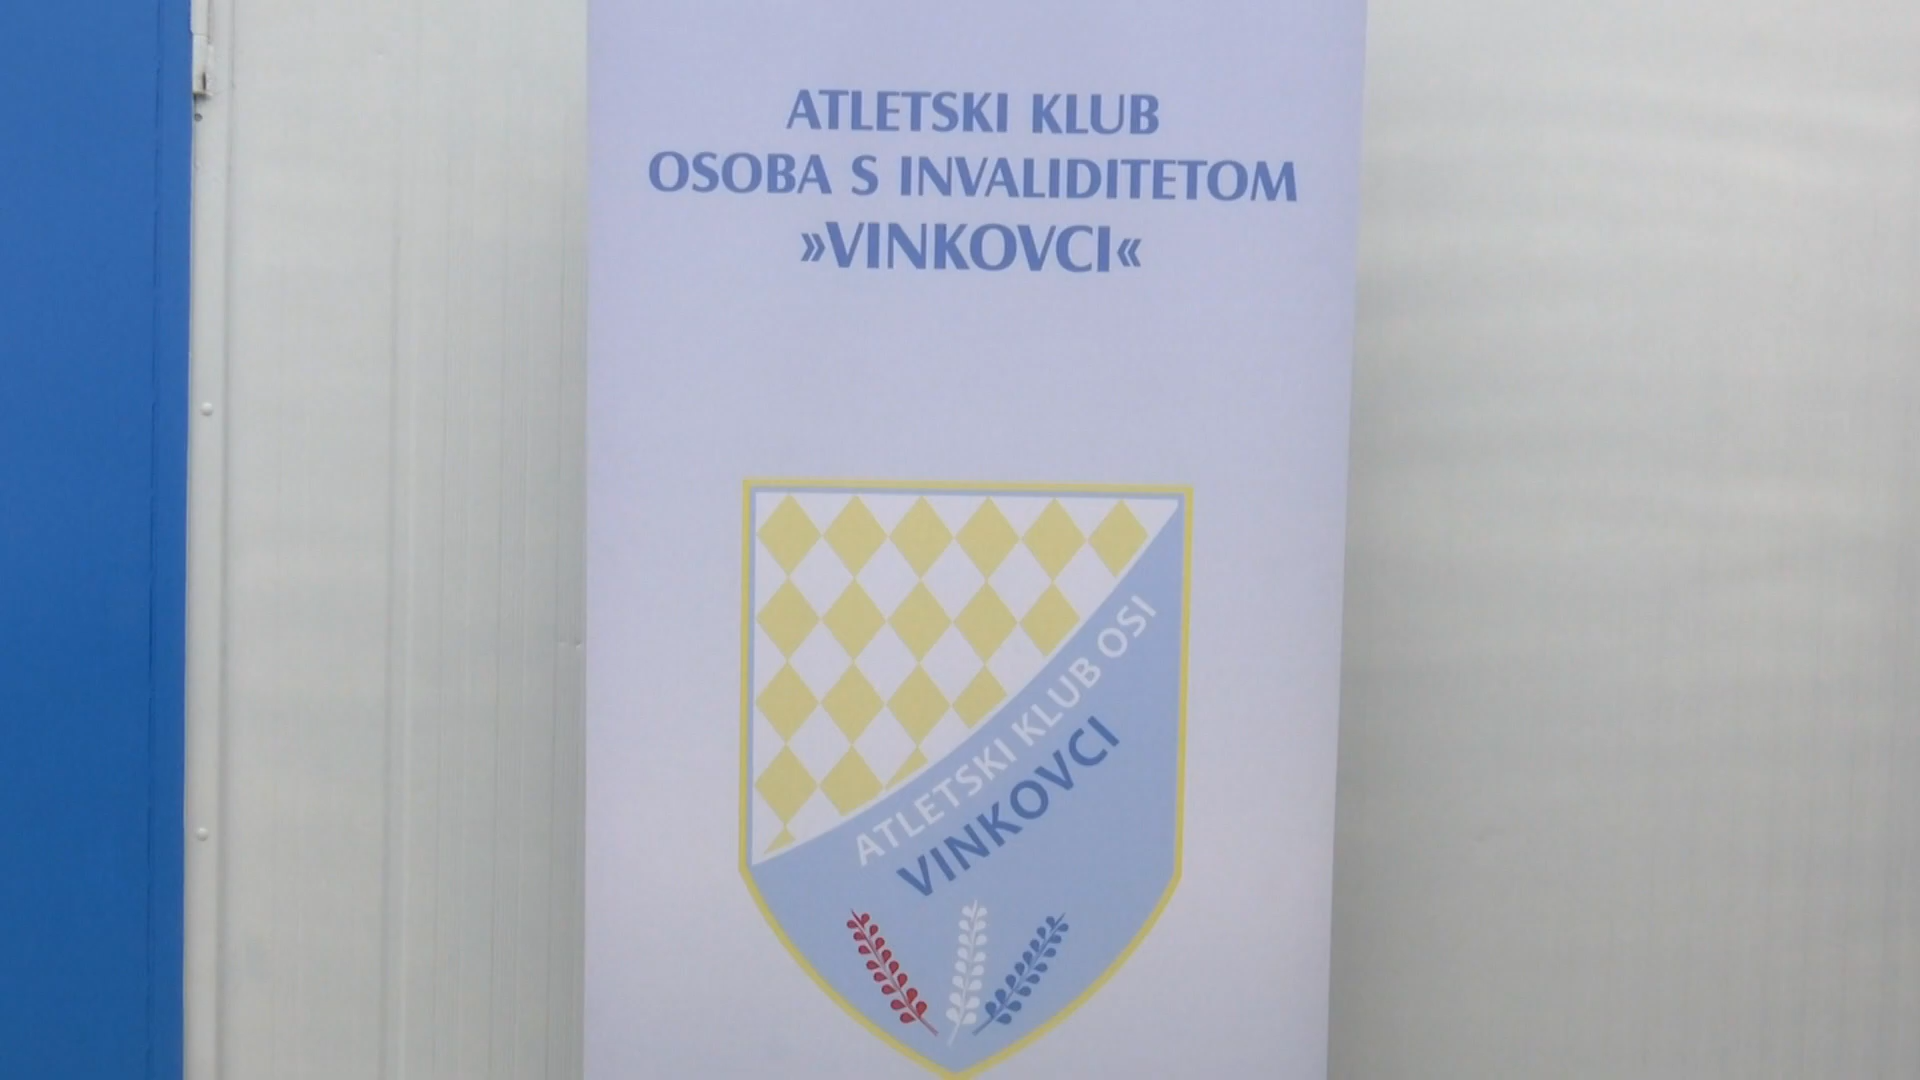 ATLETSKI KLUB
OSOBA S INVALIDITETOM
»VINKOVCI«
ATLETSKI KLUB OSI
VINKOVCI